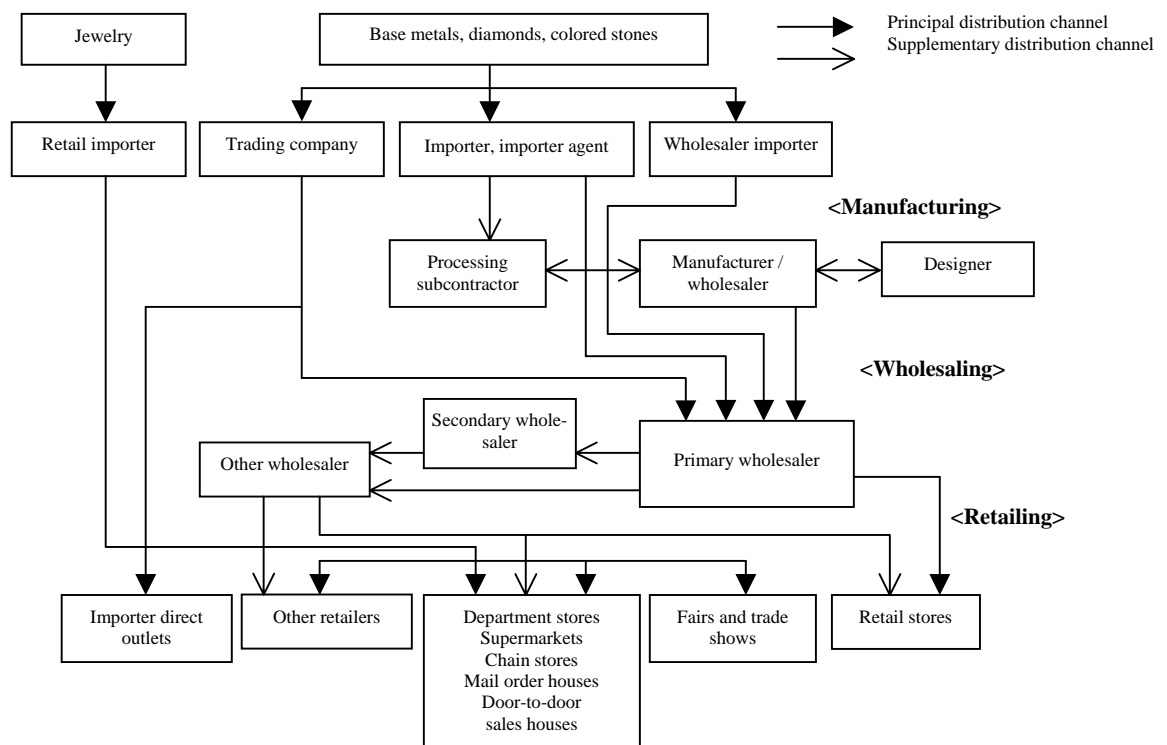 Jewelry
Base metals, diamonds, colored stones
Principal distribution channel
Supplementary distribution channel
Retail importer
Trading company
Importer, importer agent
Wholesaler importer
<Manufacturing>
Processing
subcontractor
Manufacturer /
wholesaler
Designer
<Wholesaling>
Secondary whole-
saler
Other wholesaler
Primary wholesaler
<Retailing>
Importer direct
outlets
Other retailers
Department stores
Supermarkets
Chain stores
Mail order houses
Door-to-door
sales houses
Fairs and trade
shows
Retail stores